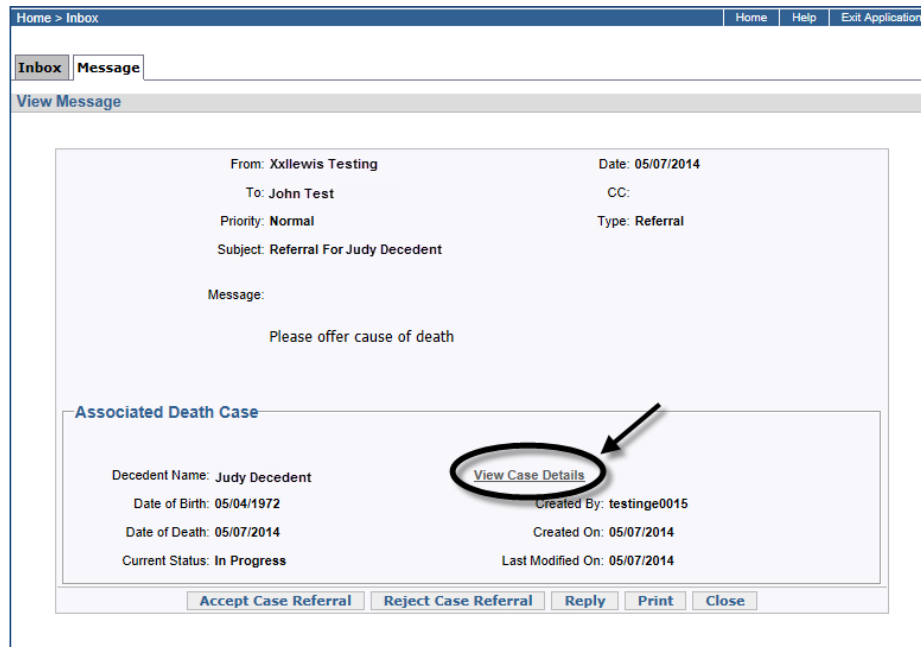 Home > Inbox Home Help Exit Application
Inbox Message
View Message
From: Xxllewis Testing Date: 05/07/2014
To: John Test CC:
Priority: Normal Type: Referral
Subject: Referral For Judy Decedent
Message:
Please offer cause of death
Associated Death Case
Decedent Name: Judy Decedent View Case Details
Date of Birth: 05/04/1972 Created By: testinge0015
Date of Death: 05/07/2014 Created On: 05/07/2014
Current Status: In Progress Last Modified On: 05/07/2014
Accept Case Referral Reject Case Referral Reply Print Close